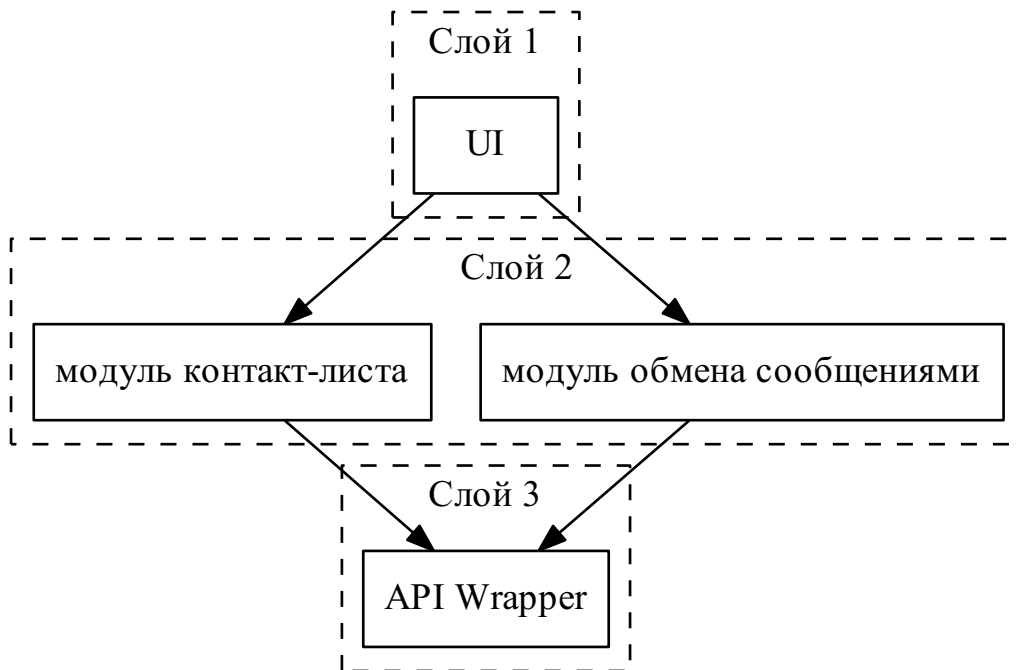 Слой 1
UI
Слой 2
модуль контакт-листа
модуль обмена сообщениями
Слой 3
API Wrapper